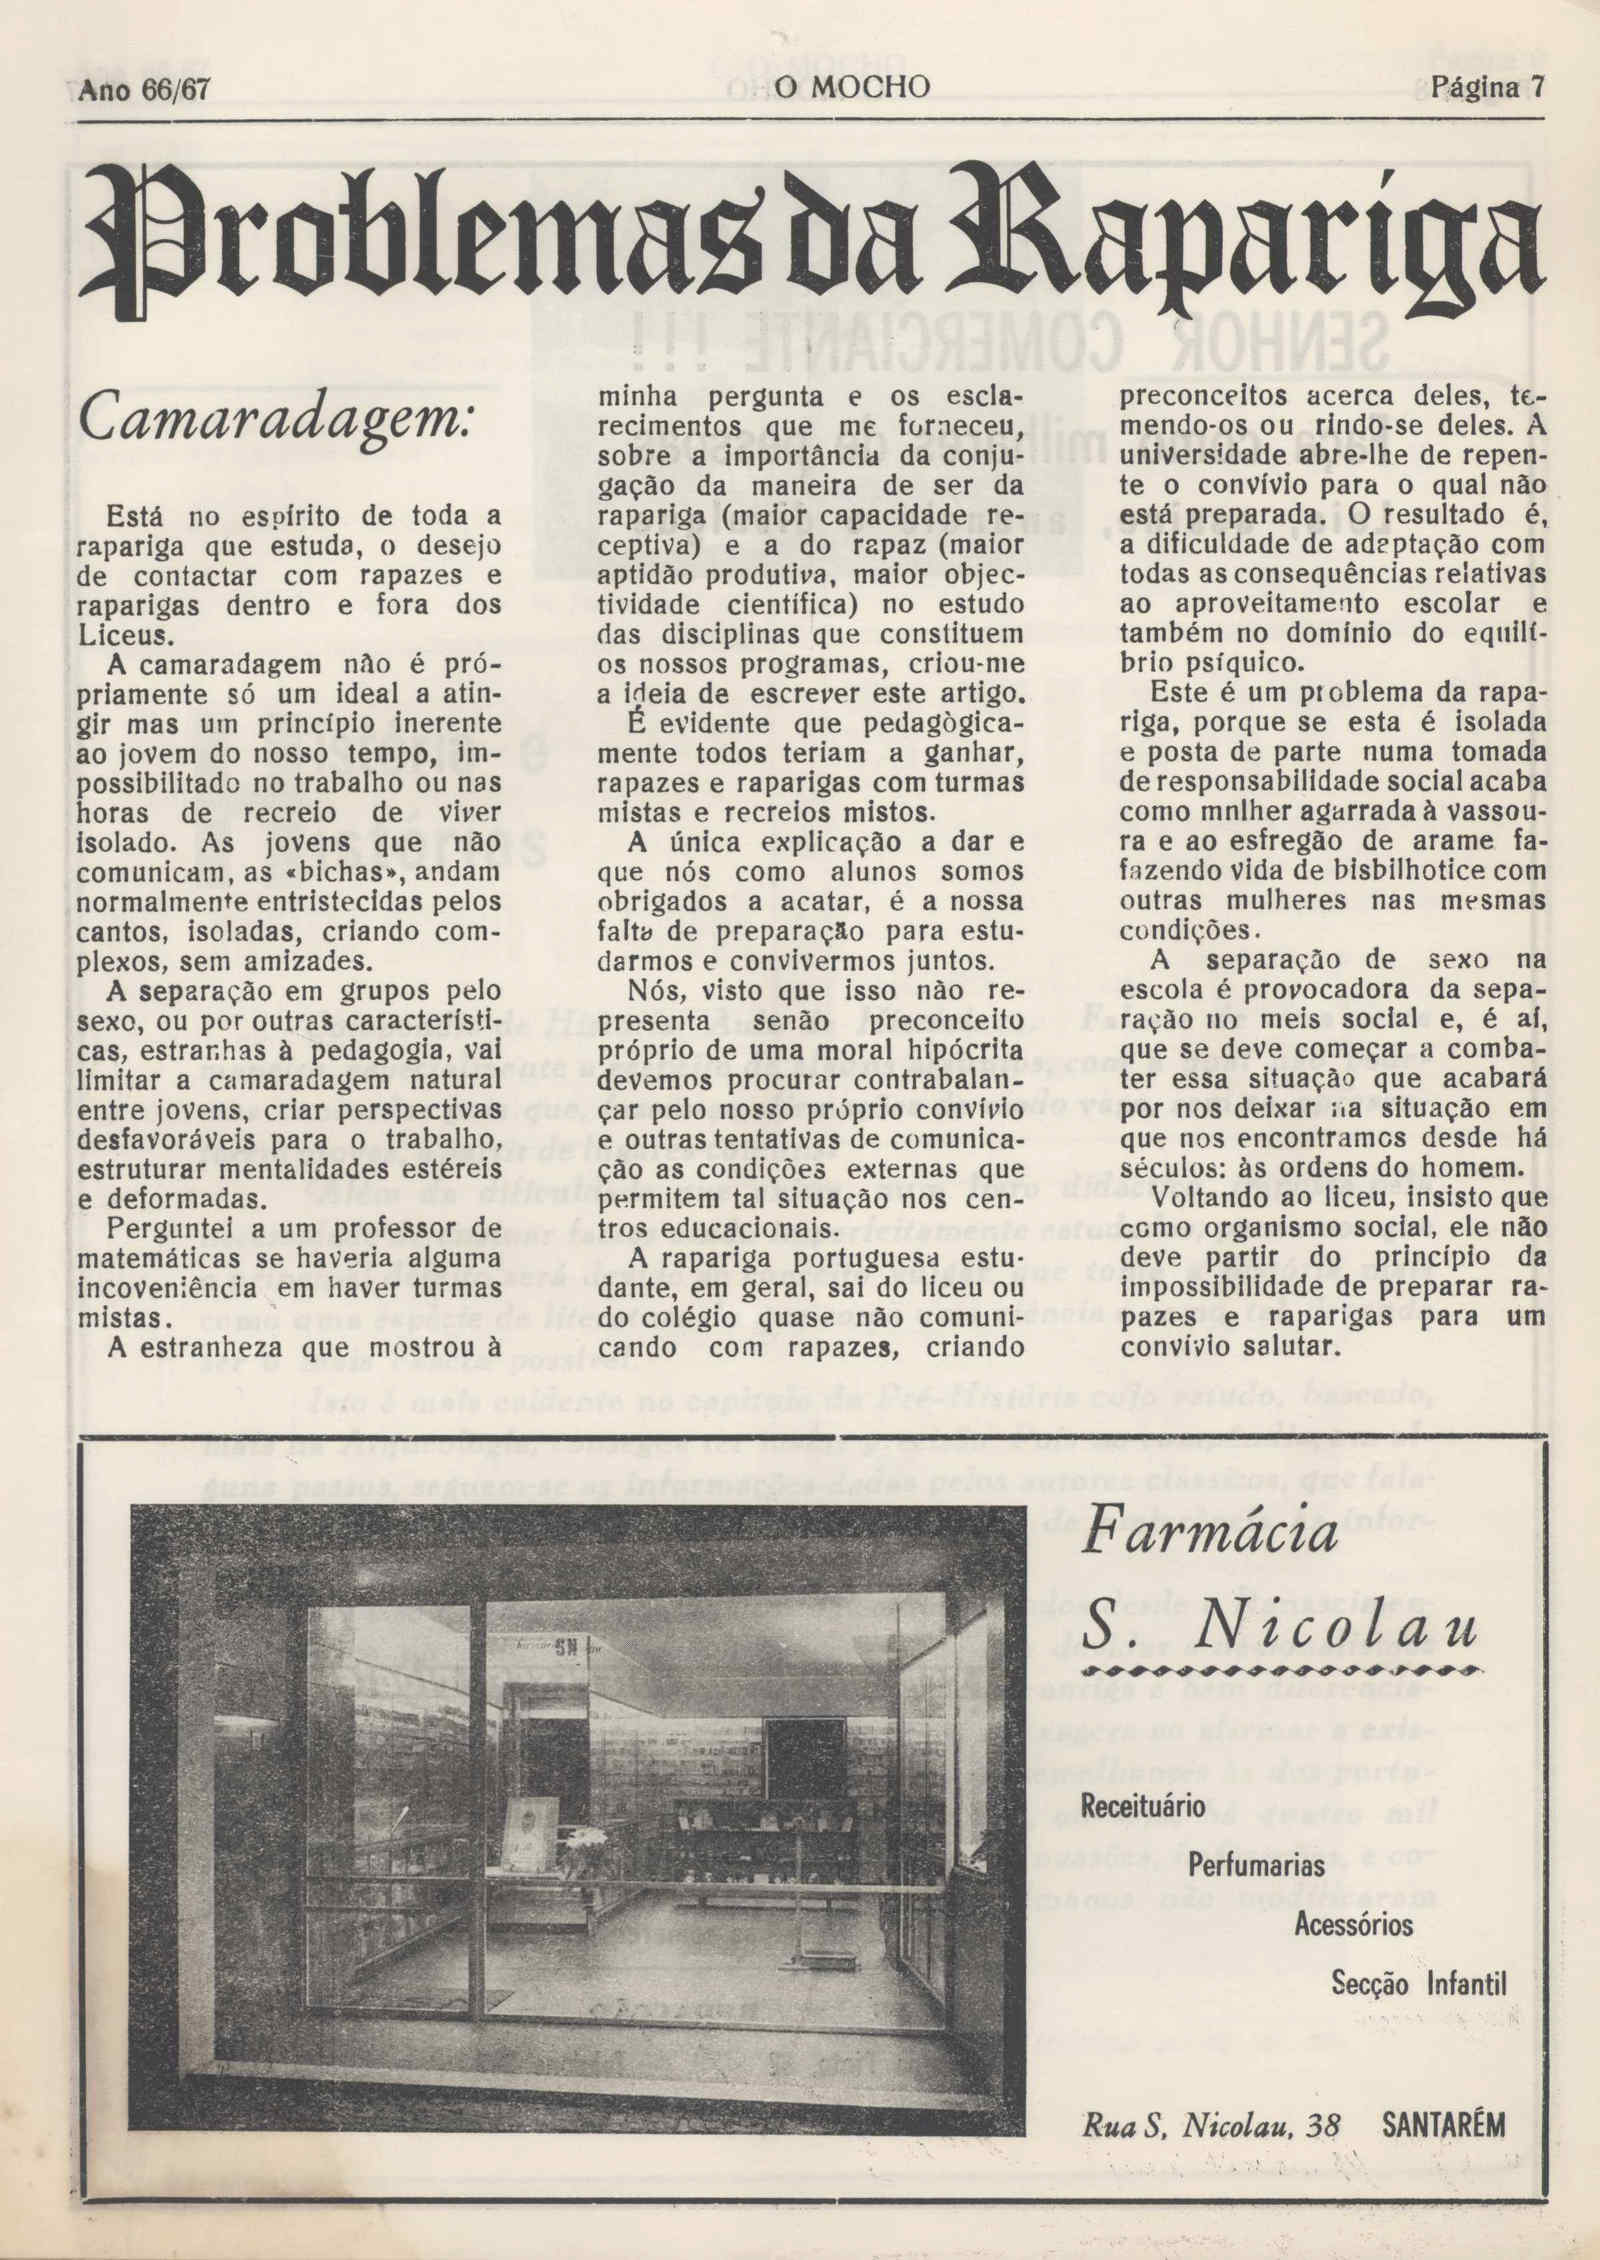 Ano 66/67
O MOCHO
Página 7
Problemas da Rapariga
Camaradagem:
Está no espírito de toda a
rapariga que estuda, o desejo
de contactar com rapazes e
raparigas dentro e fora dos
Liceus.
A camaradagem não é pró-
priamente só um ideal a atin-
gir mas um princípio inerente
ao jovem do nosso tempo, im-
possibilitado no trabalho ou nas
horas de recreio de viver
isolado. As jovens que não
comunicam, as «bichas», andam
normalmente entristecidas pelos
cantos, isoladas, criando com-
plexos, sem amizades.
A separação em grupos pelo
sexo, ou por outras característi-
cas, estranhas à pedagogia, vai
limitar a camaradagem natural
entre jovens, criar perspectivas
desfavoráveis para o trabalho,
estruturar mentalidades estéreis
e deformadas.
Perguntei a um professor de
matemáticas se haveria alguma
incoveniência em haver turmas
mistas.
A estranheza que mostrou à
minha pergunta e os escla-
recimentos que me forneceu,
sobre a importância da conju-
gação da maneira de ser da
rapariga (maior capacidade re-
ceptiva) e a do rapaz (maior
aptidão produtiva, maior objec-
tividade científica) no estudo
das disciplinas que constituem
os nossos programas, criou-me
a ideia de escrever este artigo.
É evidente que pedagògica-
mente todos teriam a ganhar,
rapazes e raparigas com turmas
mistas e recreios mistos.
A única explicação a dar e
que nós como alunos somos
obrigados a acatar, é a nossa
falta de preparação para estu-
darmos e convivermos juntos.
Nós, visto que isso não re-
presenta senão preconceito
próprio de uma moral hipócrita
devemos procurar contrabalan-
çar pelo nosso próprio convívio
e outras tentativas de comunica-
ção as condições externas que
permitem tal situação nos cen-
tros educacionais.
A rapariga portuguesa estu-
dante, em geral, sai do liceu ou
do colégio quase não comuni-
cando com rapazes, criando
preconceitos acerca deles, te-
mendo-os ou rindo-se deles. A
universidade abre-lhe de repen-
te o convívio para o qual não
está preparada. O resultado é,
a dificuldade de adaptação com
todas as consequências relativas
ao aproveitamento escolar e
também no domínio do equilí-
brio psíquico.
Este é um problema da rapa-
riga, porque se esta é isolada
e posta de parte numa tomada
de responsabilidade social acaba
como mnlher agarrada à vassou-
ra e ao esfregão de arame fa-
fazendo vida de bisbilhotice com
outras mulheres nas mesmas
condições.
A separação de sexo na
escola é provocadora da sepa-
ração no meis social e, é aí,
que se deve começar a comba-
ter essa situação que acabará
por nos deixar na situação em
que nos encontramos desde há
séculos: às ordens do homem.
Voltando ao liceu, insisto que
como organismo social, ele não
deve partir do princípio da
impossibilidade de preparar ra-
pazes e raparigas para um
convívio salutar.
SN
Farmácia
S. Nicolau
Receituário
Perfumarias
Acessórios
Secção Infantil
Rua S. Nicolau, 38 SANTARÉM